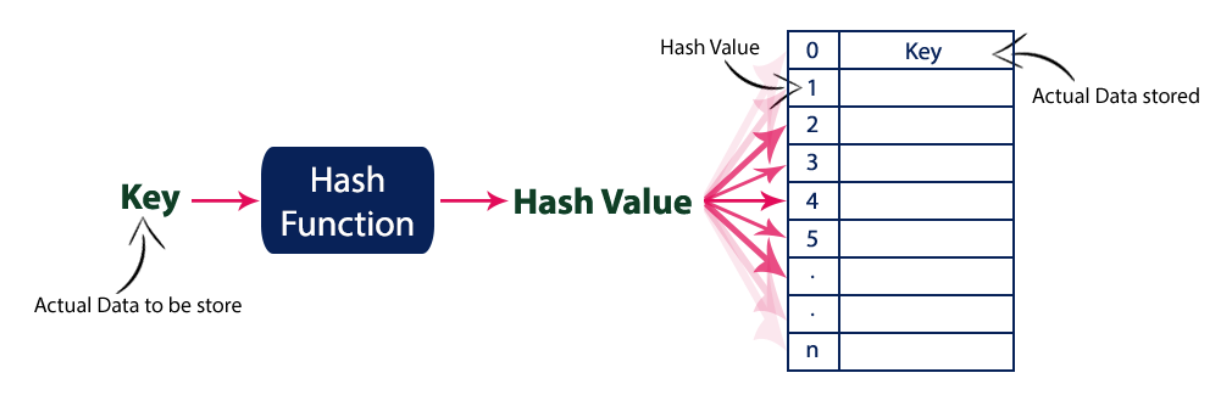 Hash Value
0 Key
1
Actual Data stored
2
3
Key
Hash
Function
Hash Value
4
5
.
.
n
Actual Data to be store